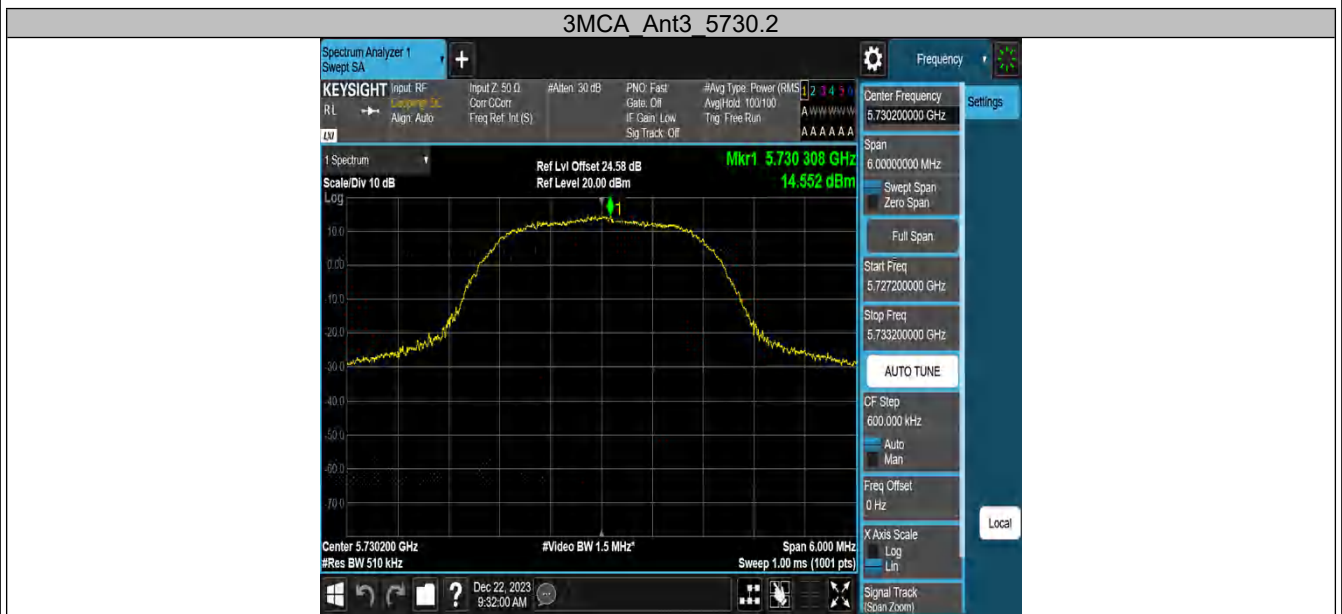 3MCA_Ant3_5730.2
Spectrum Analyzer 1
Swept SA
+
Frequency
KEYSIGHT
Input: RF
Coupling: DC
Align: Auto
RL
LXI
Input Z: 50 Ω
Corr CCorr
Freq Ref: Int (S)
#Atten: 30 dB
PNO: Fast
Gate: Off
IF Gain: Low
Sig Track: Off
#Avg Type: Power (RMS
Avg|Hold: 100/100
Trig: Free Run
1 2 3 4 5 6
A W W W W W
A A A A A A
Center Frequency
5.730200000 GHz
Settings
Span
6.00000000 MHz
Swept Span
Zero Span
Full Span
Start Freq
5.727200000 GHz
Stop Freq
5.733200000 GHz
AUTO TUNE
CF Step
600.000 kHz
Auto
Man
Freq Offset
0 Hz
X Axis Scale
Log
Lin
Signal Track
(Span Zoom)
Local
1 Spectrum
Scale/Div 10 dB
Log
Ref Lvl Offset 24.58 dB
Ref Level 20.00 dBm
Mkr1 5.730 308 GHz
14.552 dBm
1
10.0
0.00
-10.0
-20.0
-30.0
-40.0
-50.0
-60.0
-70.0
Center 5.730200 GHz
#Res BW 510 kHz
#Video BW 1.5 MHz*
Span 6.000 MHz
Sweep 1.00 ms (1001 pts)
?
Dec 22, 2023
9:32:00 AM